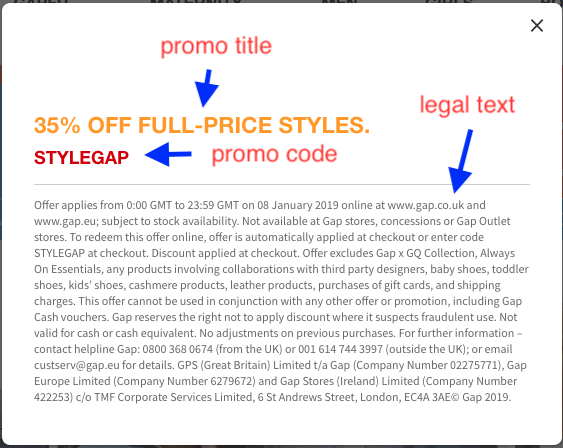 promo title
35% OFF FULL-PRICE STYLES.
legal text
STYLEGAP
promo code
Offer applies from 0:00 GMT to 23:59 GMT on 08 January 2019 online at www.gap.co.uk and
www.gap.eu; subject to stock availability. Not available at Gap stores, concessions or Gap Outlet
stores. To redeem this offer online, offer is automatically applied at checkout or enter code
STYLEGAP at checkout. Discount applied at checkout. Offer excludes Gap x GQ Collection, Always
On Essentials, any products involving collaborations with third party designers, baby shoes, toddler
shoes, kids' shoes, cashmere products, leather products, purchases of gift cards, and shipping
charges. This offer cannot be used in conjunction with any other offer or promotion, including Gap
Cash vouchers. Gap reserves the right not to apply discount where it suspects fraudulent use. Not
valid for cash or cash equivalent. No adjustments on previous purchases. For further information –
contact helpline Gap: 0800 368 0674 (from the UK) or 001 614 744 3997 (outside the UK); or email
custserv@gap.eu for details. GPS (Great Britain) Limited t/a Gap (Company Number 02275771), Gap
Europe Limited (Company Number 6279672) and Gap Stores (Ireland) Limited (Company Number
422253) c/o TMF Corporate Services Limited, 6 St Andrews Street, London, EC4A 3AE© Gap 2019.